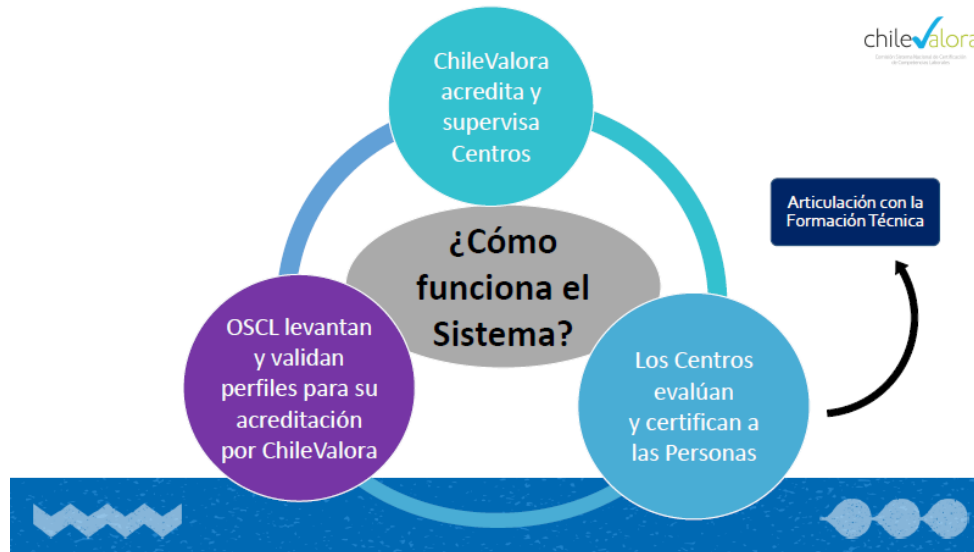 chilevalora
ChileValora
acredita y
supervisa
Centros
Articulación con la
Formación Técnica
¿Cómo
funciona el
Sistema?
OSCL levantan
y validan
perfiles para su
acreditación
por ChileValora
Los Centros
evalúan
y certifican a
las Personas